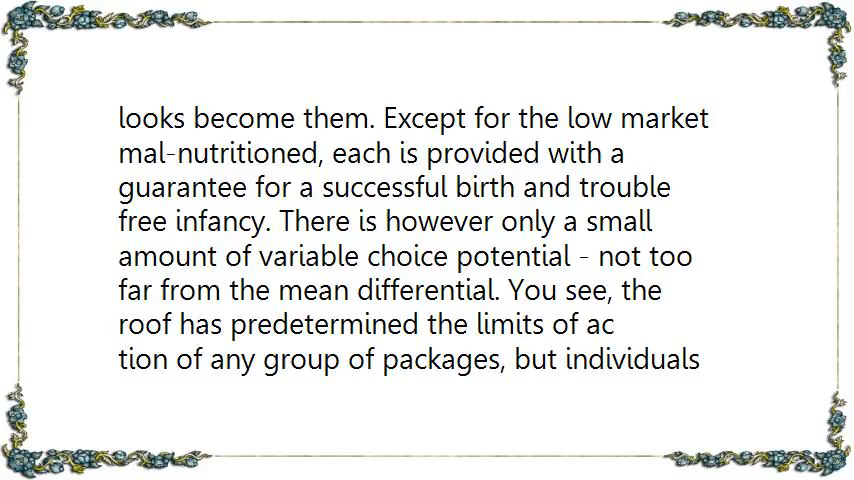 looks become them. Except for the low market
mal-nutritioned, each is provided with a
guarantee for a successful birth and trouble
free infancy. There is however only a small
amount of variable choice potential - not too
far from the mean differential. You see, the
roof has predetermined the limits of ac
tion of any group of packages, but individuals